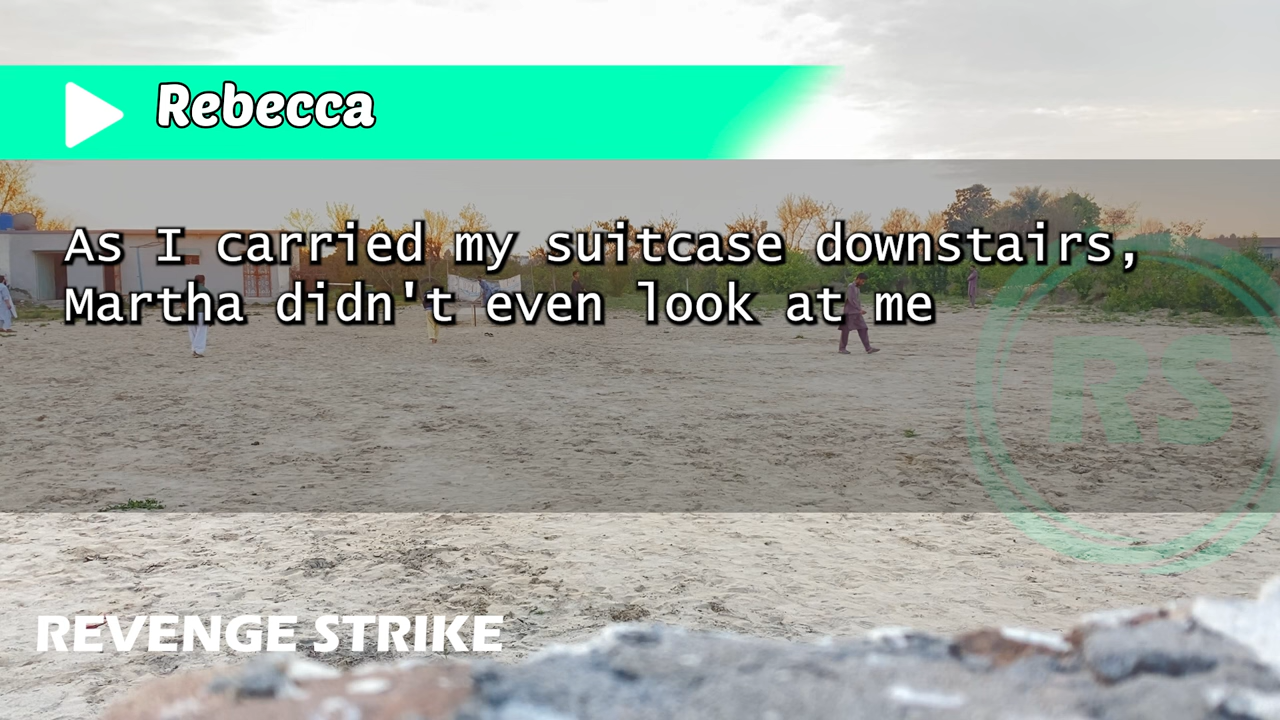 Rebecca
As I carried my suitcase downstairs,
Martha didn't even look at me
RS
REVENGE STRIKE